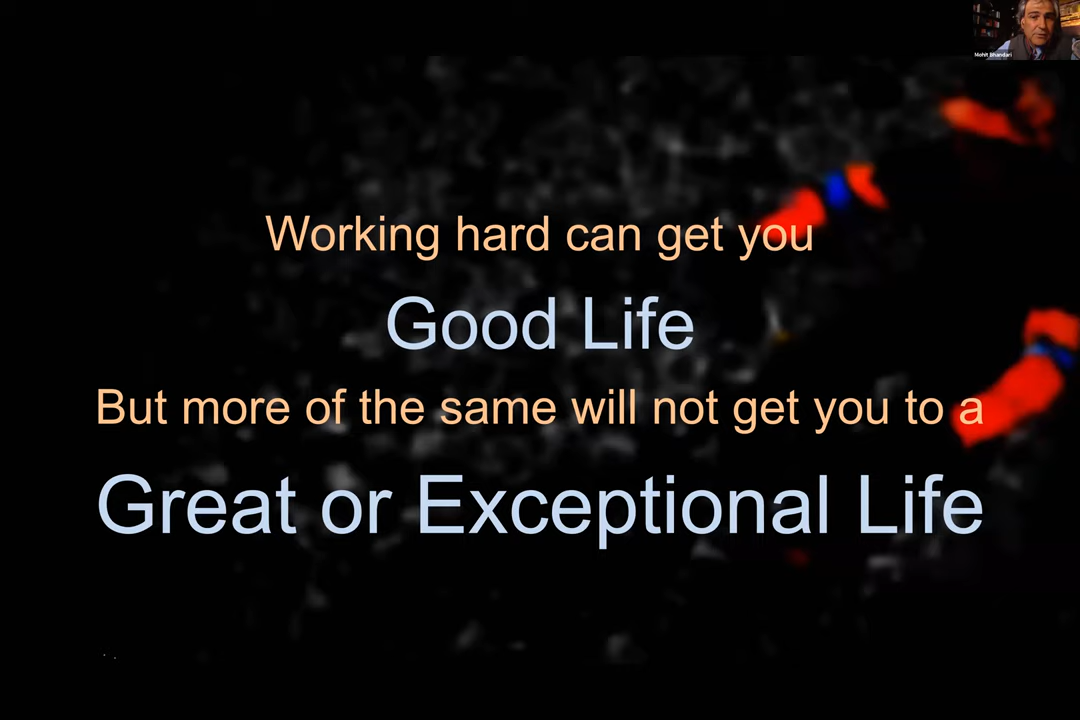 Mohit Bhandari
Working hard can get you
Good Life
But more of the same will not get you to a
Great or Exceptional Life